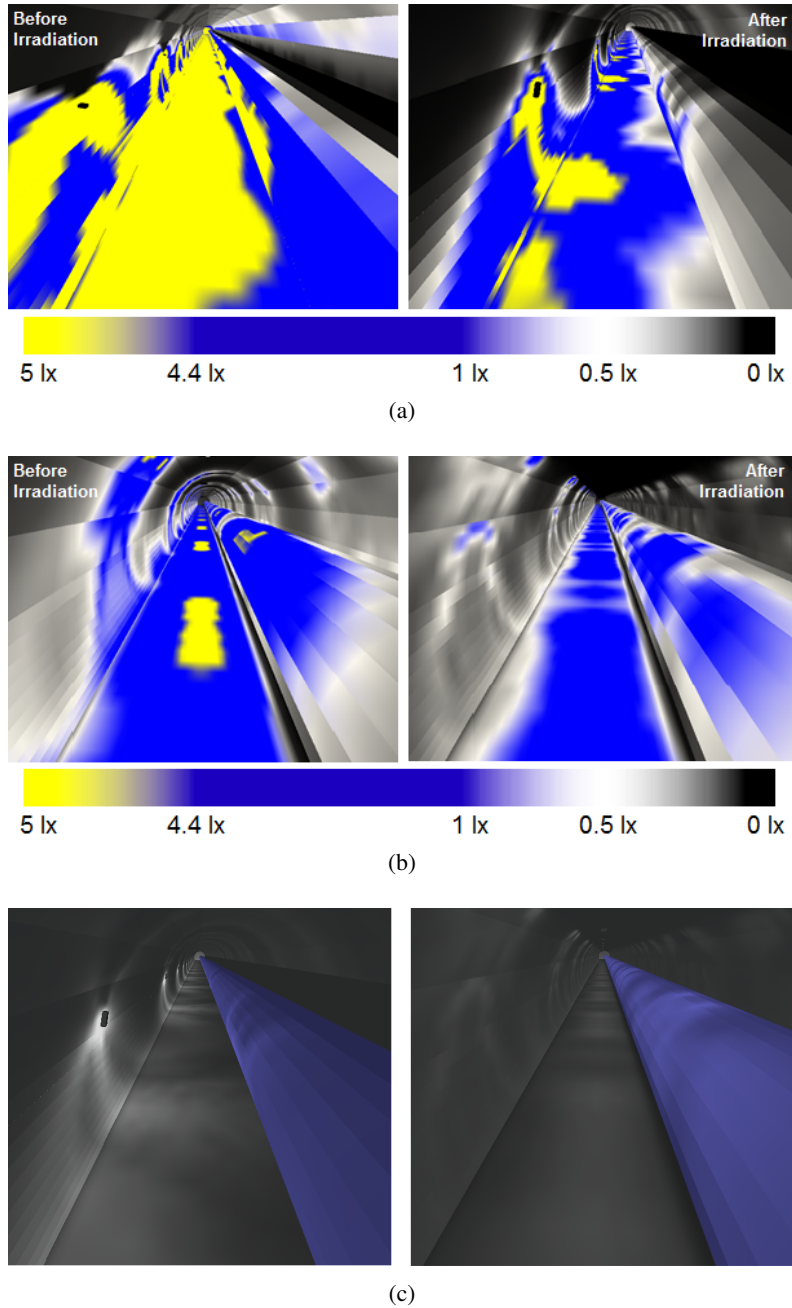 Before
Irradiation
After
Irradiation
5 lx 4.4 lx 1 lx 0.5 lx 0 lx
(a)
Before
Irradiation
After
Irradiation
5 lx 4.4 lx 1 lx 0.5 lx 0 lx
(b)
(c)